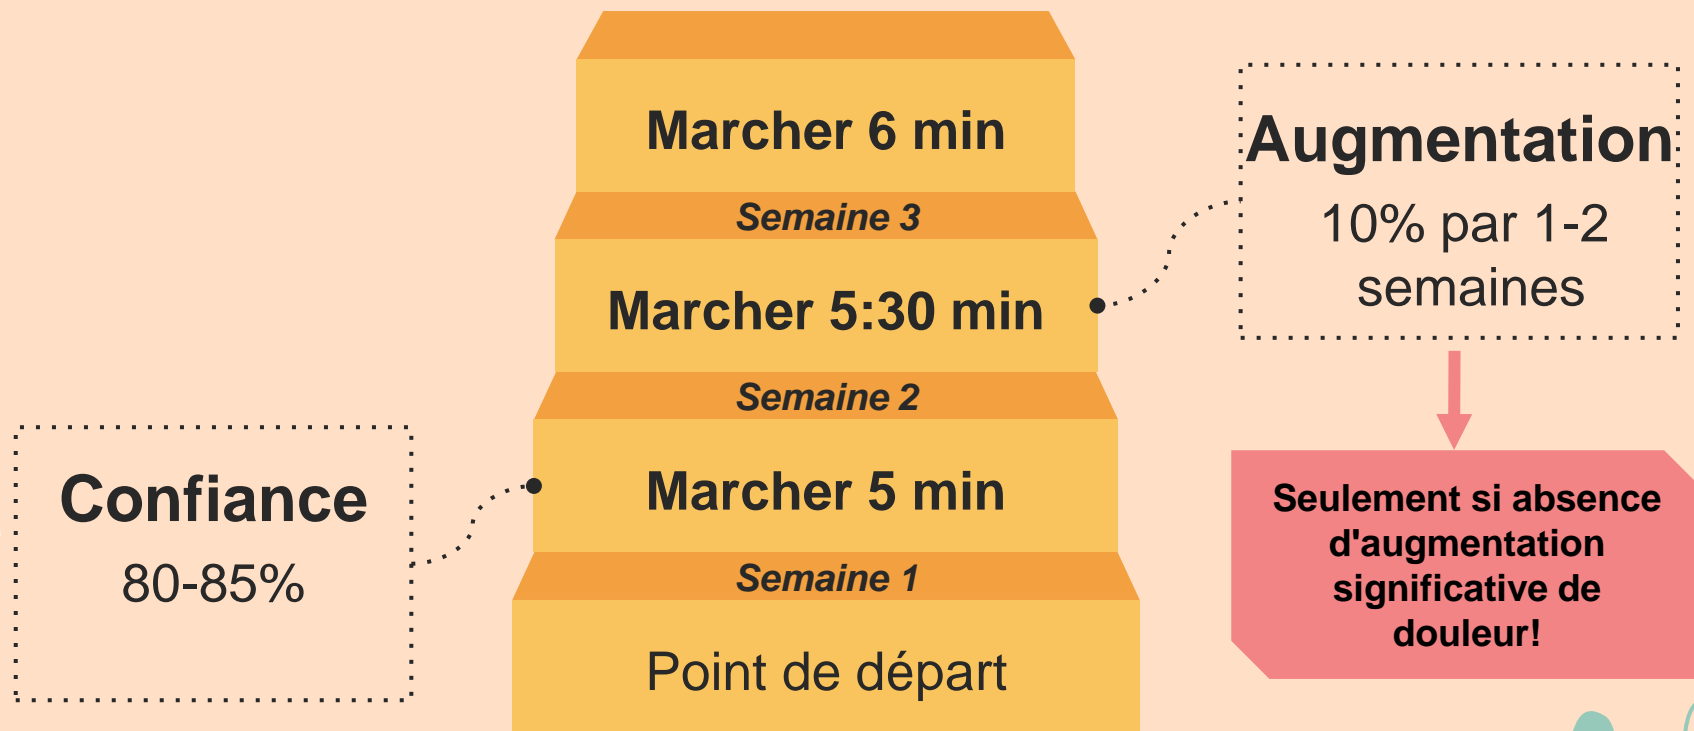 Marcher 6 min
Semaine 3
Marcher 5:30 min
Semaine 2
Marcher 5 min
Semaine 1
Point de départ
Confiance
80-85%
Augmentation
10% par 1-2
semaines
Seulement si absence
d'augmentation
significative de
douleur!